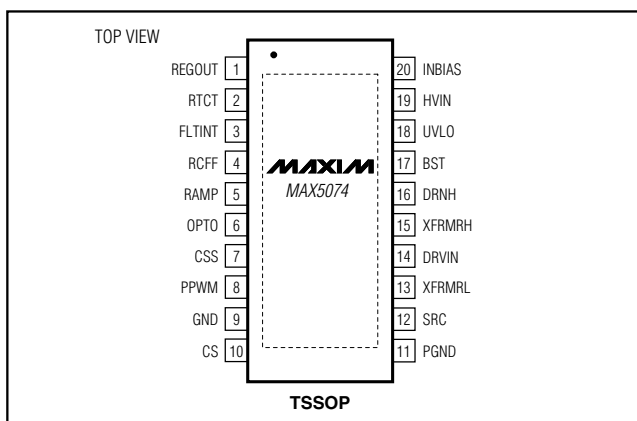 TOP VIEW
REGOUT 1
RTCT 2
FLTINT 3
RCFF 4
RAMP 5
OPTO 6
CSS 7
PPWM 8
GND 9
CS 10
MAXIM
MAX5074
20 INBIAS
19 HVIN
18 UVLO
17 BST
16 DRNH
15 XFRMRH
14 DRVIN
13 XFRMRL
12 SRC
11 PGND
TSSOP